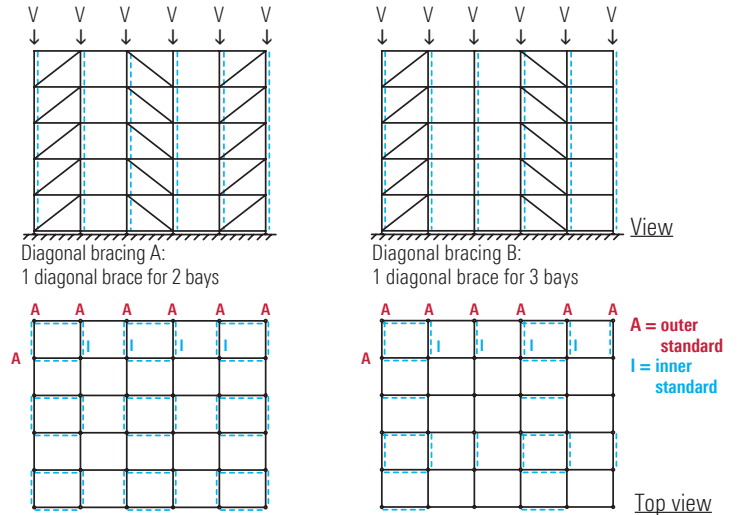 V V V V V V
V V V V V V
View
Diagonal bracing A:
1 diagonal brace for 2 bays
Diagonal bracing B:
1 diagonal brace for 3 bays
A A A A A A
A
I I I I
A A A A A A
I I I I
A = outer
standard
I = inner
standard
Top view